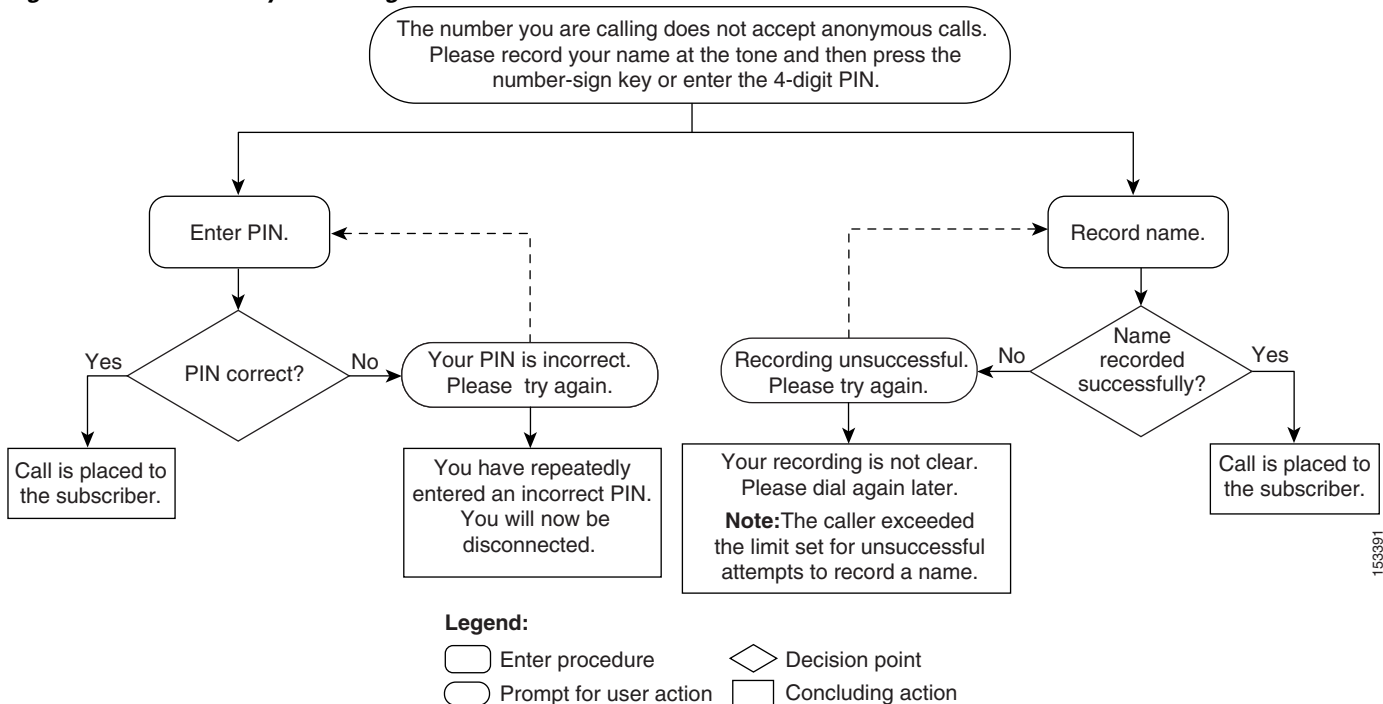 The number you are calling does not accept anonymous calls.
Please record your name at the tone and then press the
number-sign key or enter the 4-digit PIN.
Enter PIN.
Record name.
PIN correct?
Yes
No
Your PIN is incorrect.
Please try again.
Recording unsuccessful.
Please try again.
No
Name
recorded
successfully?
Yes
Call is placed to
the subscriber.
You have repeatedly
entered an incorrect PIN.
You will now be
disconnected.
Your recording is not clear.
Please dial again later.
Note:The caller exceeded
the limit set for unsuccessful
attempts to record a name.
Call is placed to
the subscriber.
153391
Legend:
Enter procedure
Decision point
Prompt for user action
Concluding action